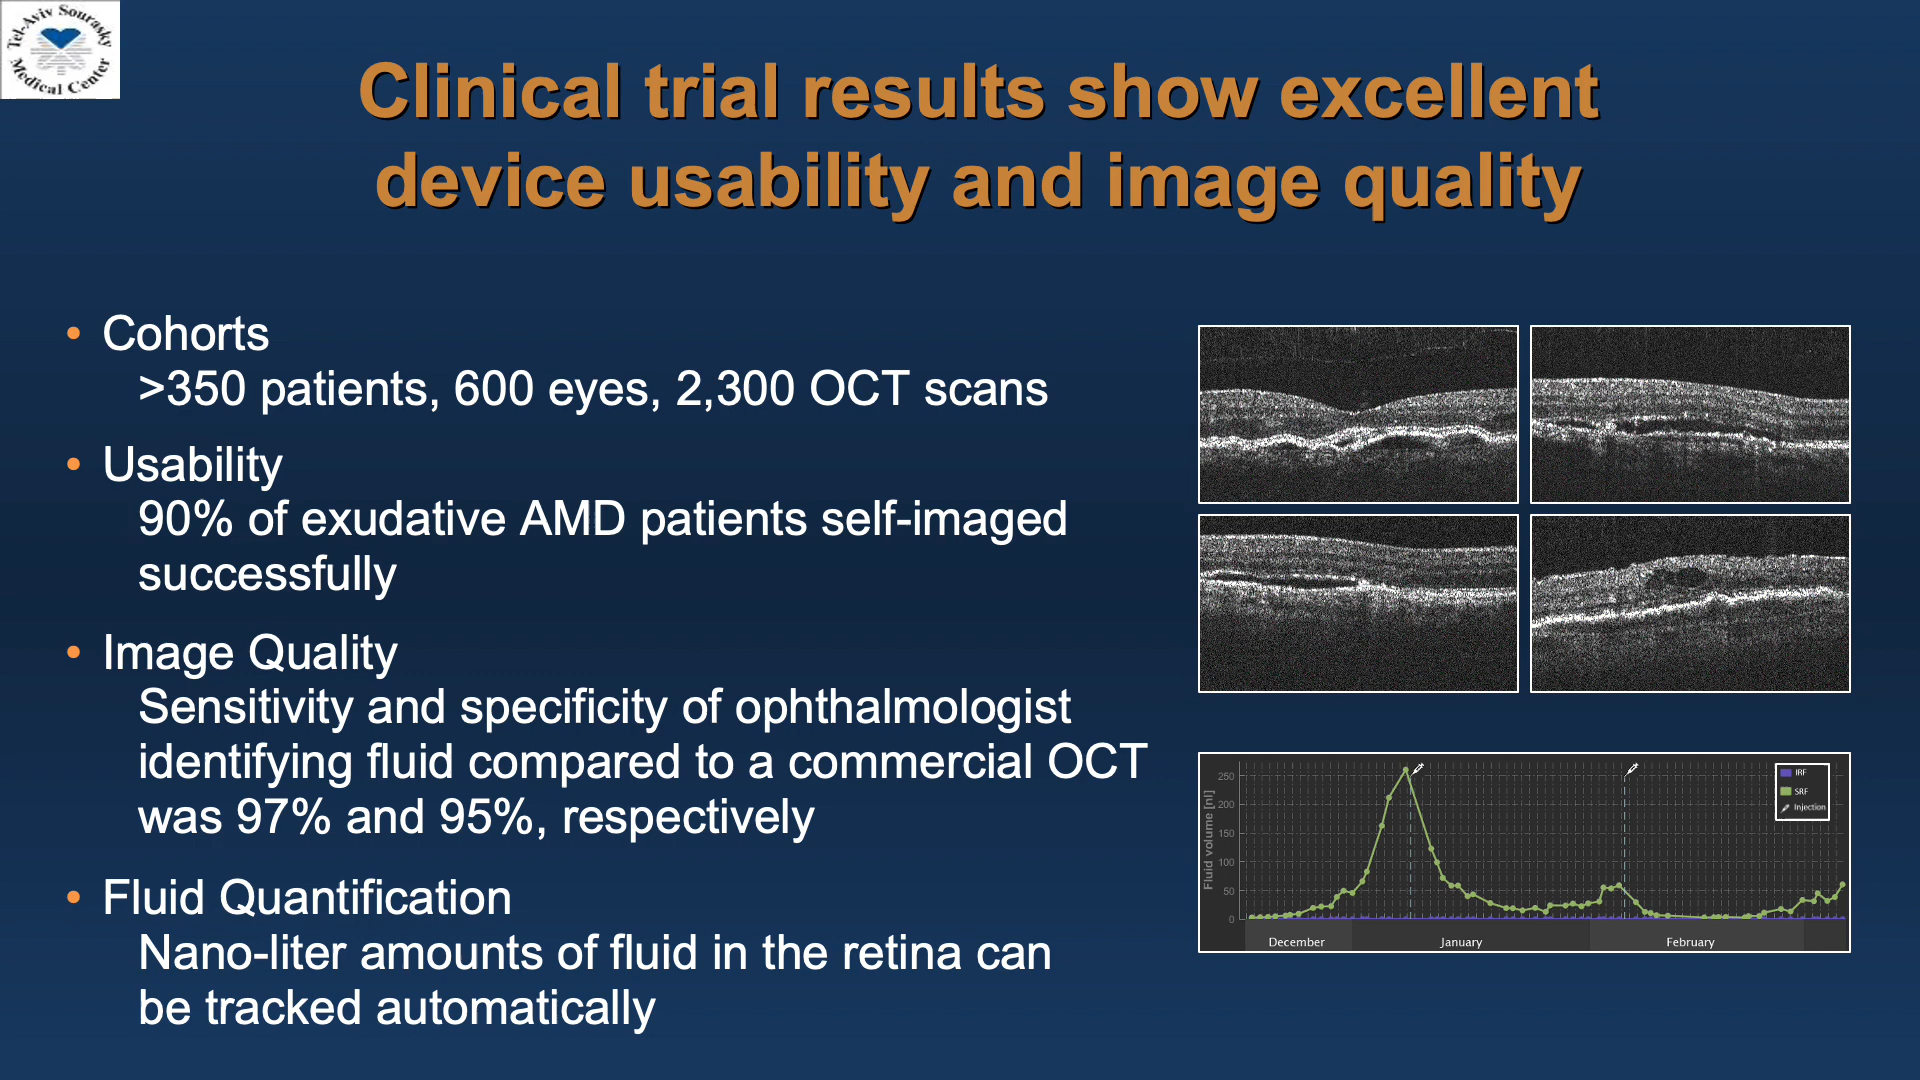 Tel-Aviv Sourasky
Medical Center
Clinical trial results show excellent
device usability and image quality
• Cohorts
>350 patients, 600 eyes, 2,300 OCT scans
• Usability
90% of exudative AMD patients self-imaged
successfully
• Image Quality
Sensitivity and specificity of ophthalmologist
identifying fluid compared to a commercial OCT
was 97% and 95%, respectively
• Fluid Quantification
Nano-liter amounts of fluid in the retina can
be tracked automatically
Fluid volume [nl]
250
200
150
100
50
0
IRF
SRF
Injection
December
January
February